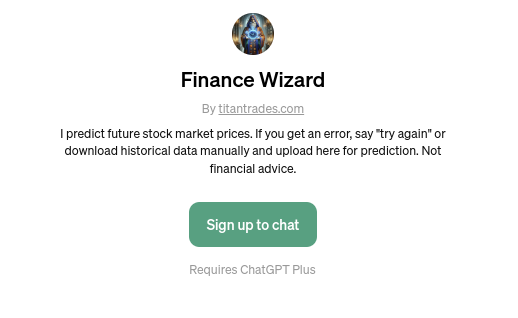 Finance Wizard
By titantrades.com
I predict future stock market prices. If you get an error, say "try again" or
download historical data manually and upload here for prediction. Not
financial advice.
Sign up to chat
Requires ChatGPT Plus